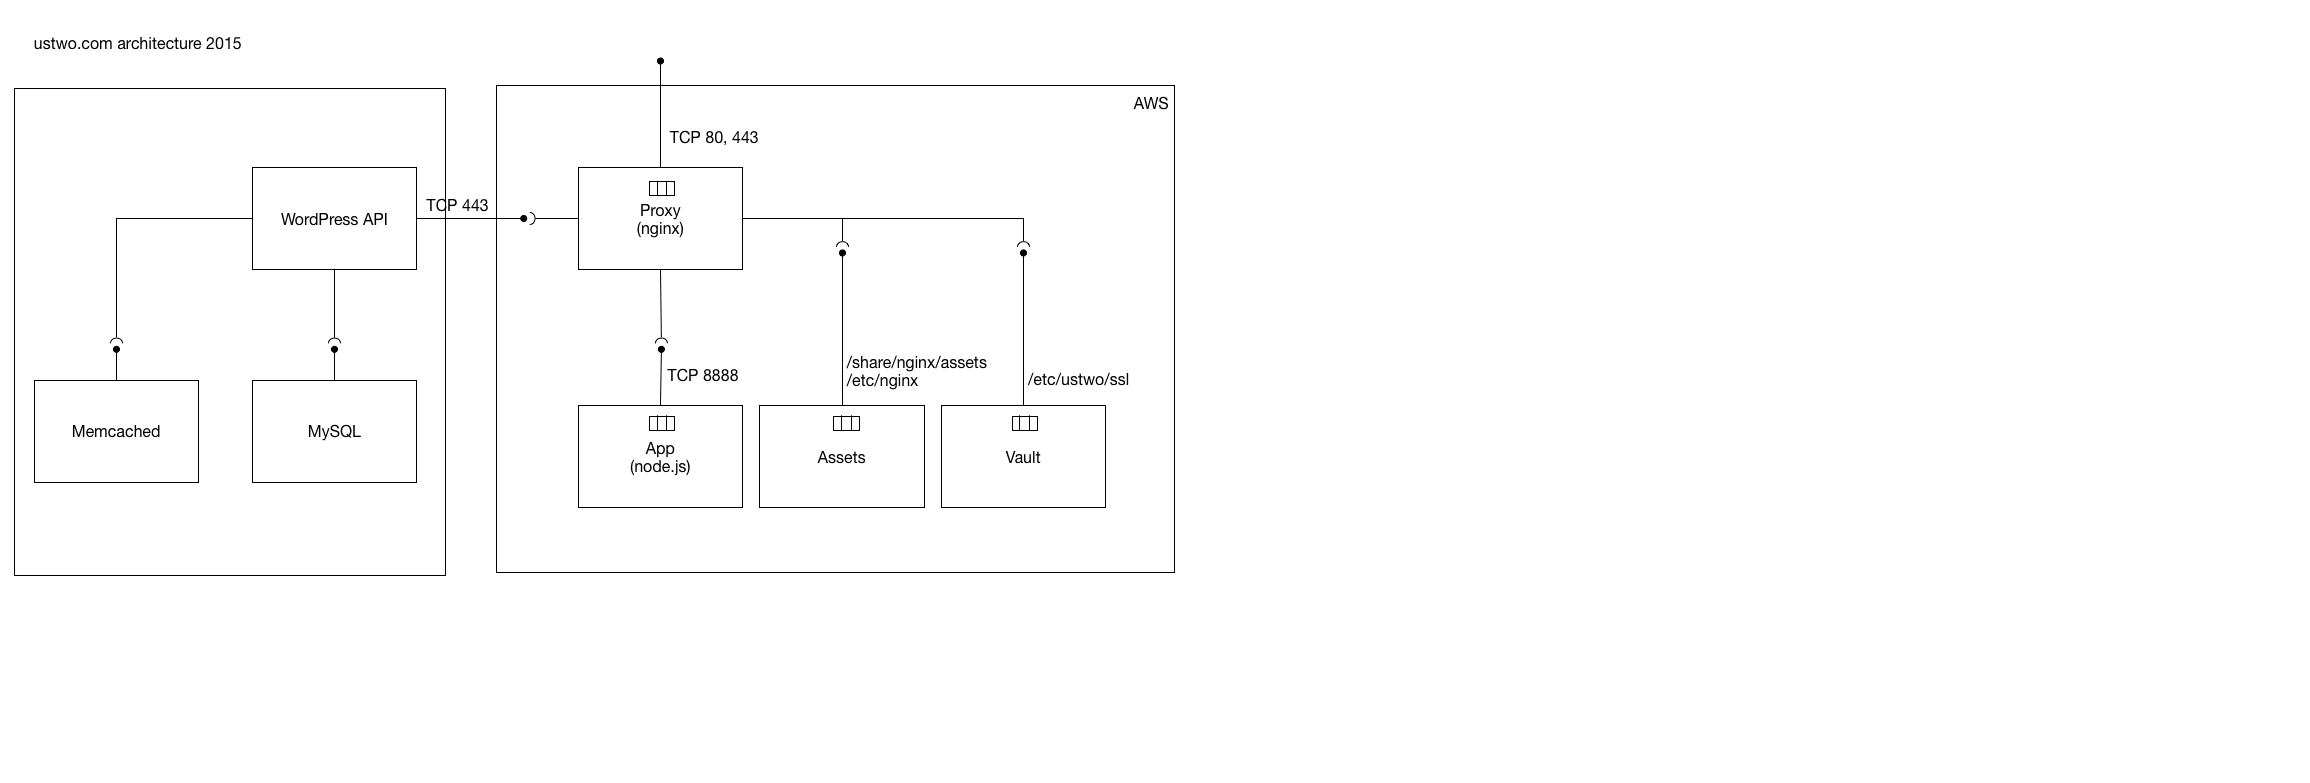 ustwo.com architecture 2015
AWS
TCP 80, 443
WordPress API
TCP 443
Proxy
(nginx)
/share/nginx/assets
/etc/nginx
TCP 8888
/etc/ustwo/ssl
Memcached
MySQL
App
(node.js)
Assets
Vault